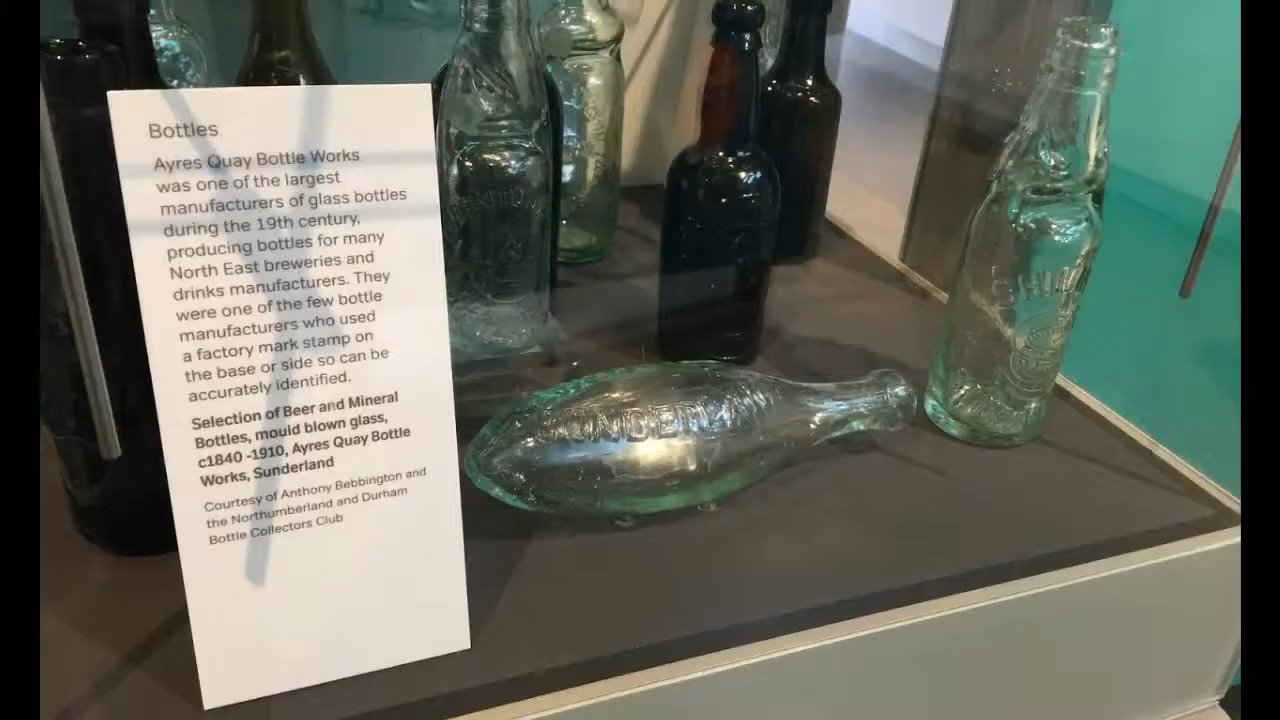 Bottles
Ayres Quay Bottle Works
was one of the largest
manufacturers of glass bottles
during the 19th century,
producing bottles for many
North East breweries and
drinks manufacturers. They
were one of the few bottle
manufacturers who used
a factory mark stamp on
the base or side so can be
accurately identified.
Selection of Beer and Mineral
Bottles, mould blown glass,
c1840 -1910, Ayres Quay Bottle
Works, Sunderland
Courtesy of Anthony Bebbington and
the Northumberland and Durham
Bottle Collectors Club